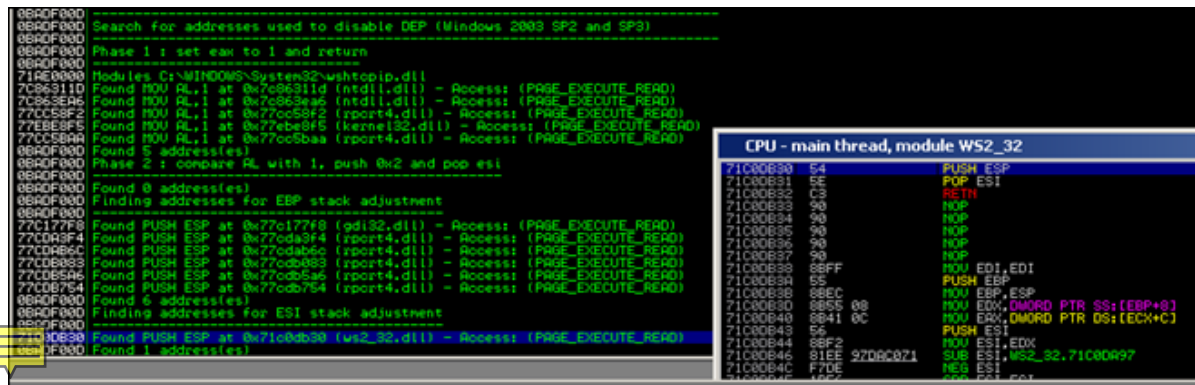 0BADF00D
0BADF00D Search for addresses used to disable DEP (Windows 2003 SP2 and SP3)
0BADF00D
0BADF00D Phase 1 : set eax to 1 and return
0BADF00D
71AE0000 Modules C:\WINDOWS\System32\wshtcpip.dll
7C86311D Found MOV AL,1 at 0x7c86311d (ntdll.dll) - Access: (PAGE_EXECUTE_READ)
7C863EA6 Found MOV AL,1 at 0x7c863ea6 (ntdll.dll) - Access: (PAGE_EXECUTE_READ)
77CC58F2 Found MOV AL,1 at 0x77cc58f2 (rpcrt4.dll) - Access: (PAGE_EXECUTE_READ)
77EBE8F5 Found MOV AL,1 at 0x77ebe8f5 (kernel32.dll) - Access: (PAGE_EXECUTE_READ)
77CC5BAA Found MOV AL,1 at 0x77cc5baa (rpcrt4.dll) - Access: (PAGE_EXECUTE_READ)
0BADF00D Found 5 address(es)
0BADF00D Phase 2 : compare AL with 1, push 0x2 and pop esi
0BADF00D
0BADF00D Found 0 address(es)
0BADF00D Finding addresses for EBP stack adjustment
0BADF00D
77C177F8 Found PUSH ESP at 0x77c177f8 (gdi32.dll) - Access: (PAGE_EXECUTE_READ)
77CDA3F4 Found PUSH ESP at 0x77cda3f4 (rpcrt4.dll) - Access: (PAGE_EXECUTE_READ)
77CDAB6C Found PUSH ESP at 0x77cdab6c (rpcrt4.dll) - Access: (PAGE_EXECUTE_READ)
77CDB083 Found PUSH ESP at 0x77cdb083 (rpcrt4.dll) - Access: (PAGE_EXECUTE_READ)
77CDB5A6 Found PUSH ESP at 0x77cdb5a6 (rpcrt4.dll) - Access: (PAGE_EXECUTE_READ)
77CDB754 Found PUSH ESP at 0x77cdb754 (rpcrt4.dll) - Access: (PAGE_EXECUTE_READ)
0BADF00D Found 6 address(es)
0BADF00D Finding addresses for ESI stack adjustment
0BADF00D
71C0DB30 Found PUSH ESP at 0x71c0db30 (ws2_32.dll) - Access: (PAGE_EXECUTE_READ)
0BADF00D Found 1 address(es)
CPU - main thread, module WS2_32
71C0DB30 54 PUSH ESP
71C0DB31 5E POP ESI
71C0DB32 C3 RETN
71C0DB33 90 NOP
71C0DB34 90 NOP
71C0DB35 90 NOP
71C0DB36 90 NOP
71C0DB37 90 NOP
71C0DB38 8BFF MOV EDI,EDI
71C0DB3A 55 PUSH EBP
71C0DB3B 8BEC MOV EBP,ESP
71C0DB3D 8B55 08 MOV EDX,DWORD PTR SS:[EBP+8]
71C0DB40 8B41 0C MOV EAX,DWORD PTR DS:[ECX+C]
71C0DB43 56 PUSH ESI
71C0DB44 8BF2 MOV ESI,EDX
71C0DB46 81EE 97DAC071 SUB ESI,WS2_32.71C0DA97
71C0DB4C F7DE NEG ESI